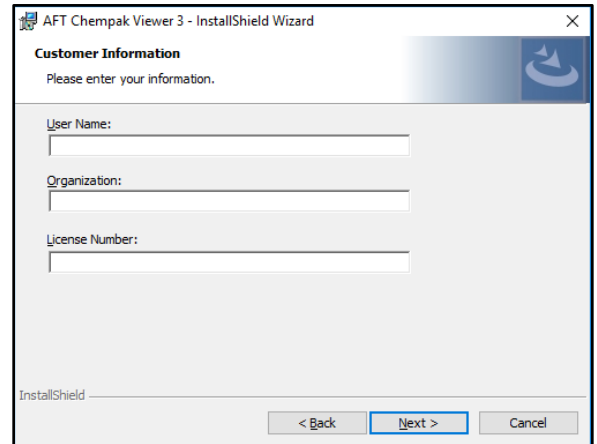 AFT Chempak Viewer 3 - InstallShield Wizard
Customer Information
Please enter your information.
User Name:
Organization:
License Number:
InstallShield
< Back Next > Cancel